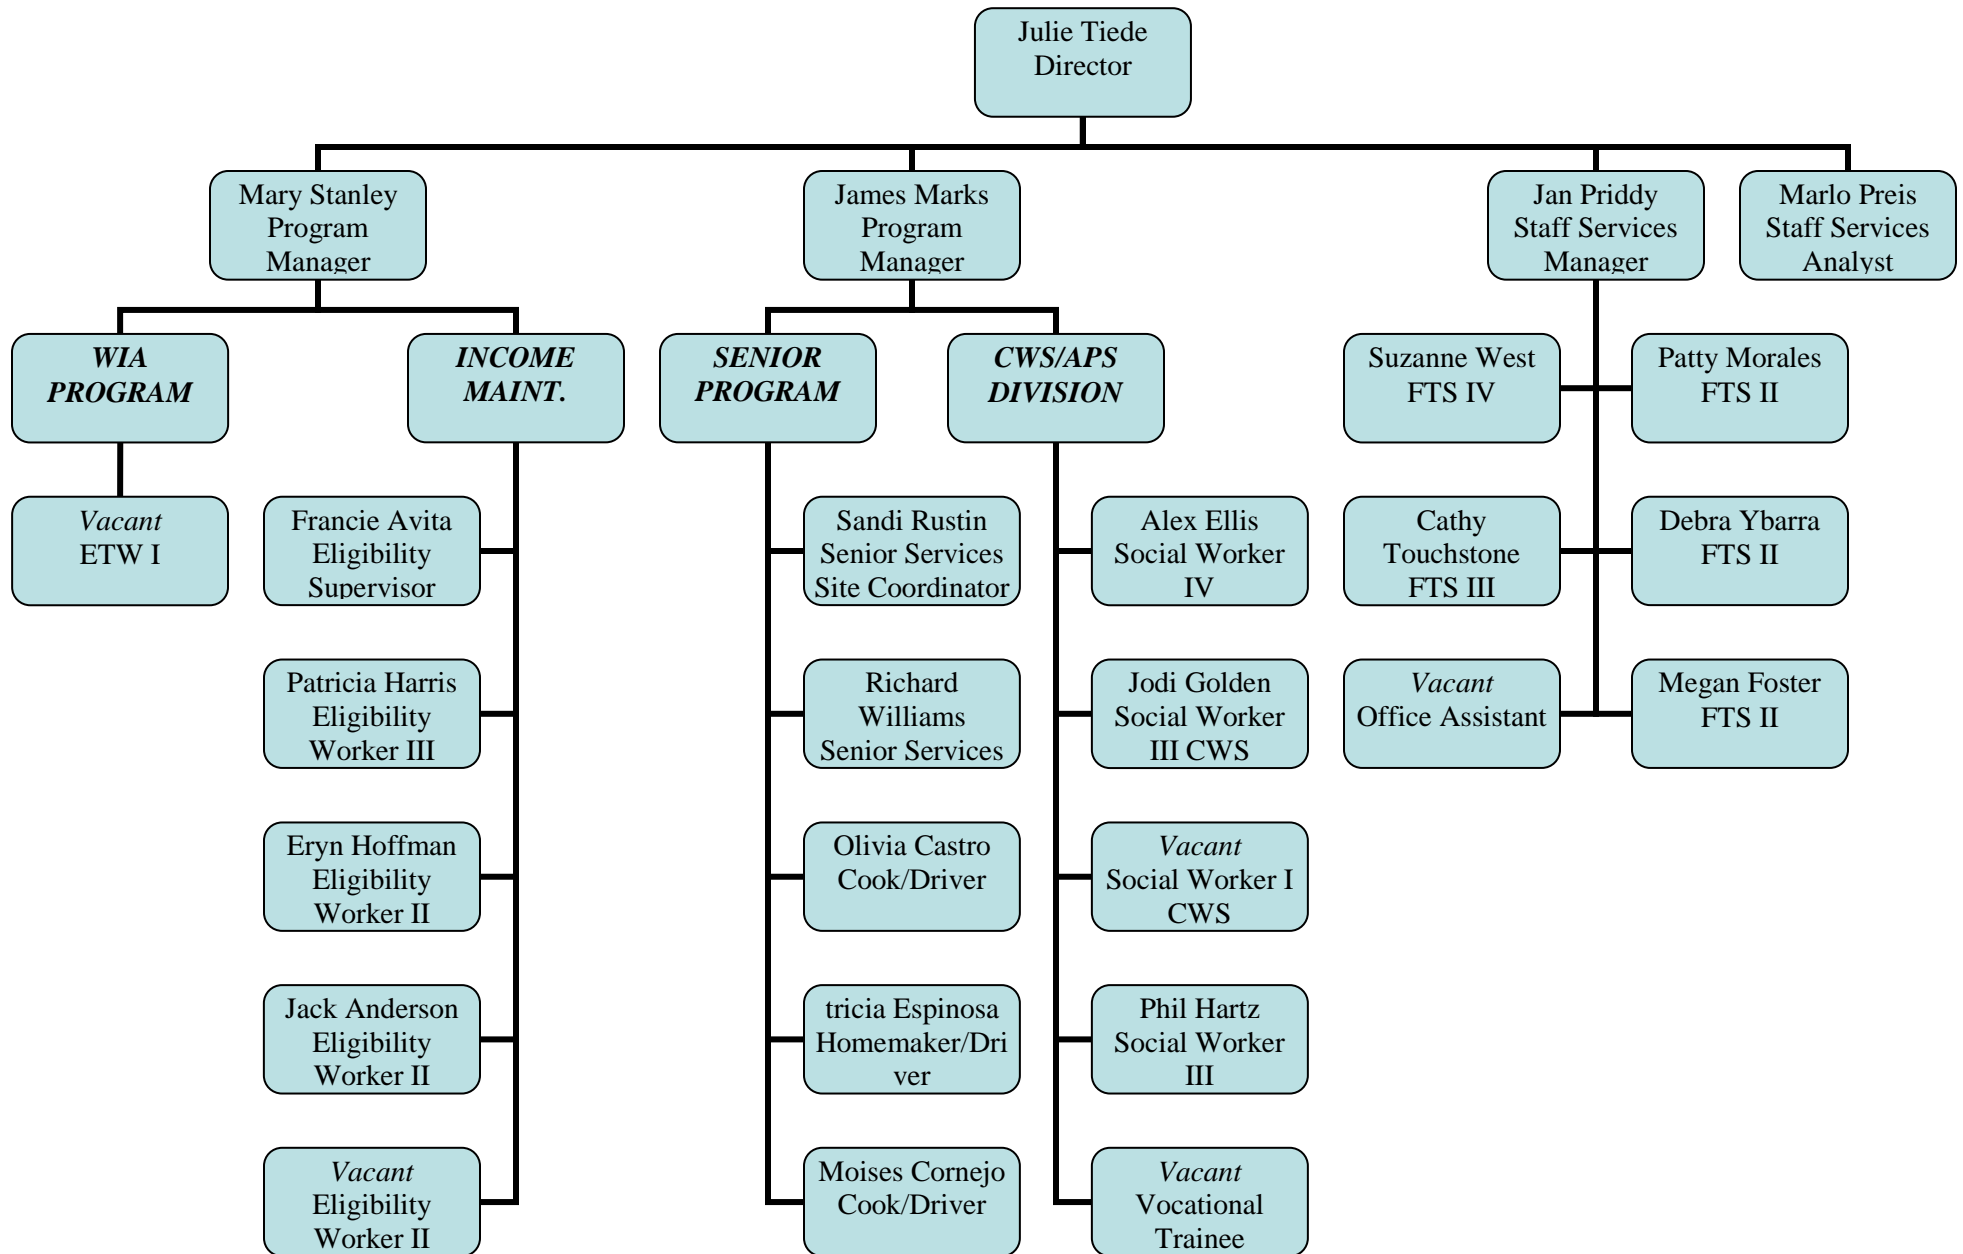 Julie Tiede
Director
Mary Stanley
Program
Manager
James Marks
Program
Manager
Jan Priddy
Staff Services
Manager
Marlo Preis
Staff Services
Analyst
WIA
PROGRAM
INCOME
MAINT.
SENIOR
PROGRAM
CWS/APS
DIVISION
Suzanne West
FTS IV
Patty Morales
FTS II
Vacant
ETW I
Francie Avita
Eligibility
Supervisor
Sandi Rustin
Senior Services
Site Coordinator
Alex Ellis
Social Worker
IV
Cathy
Touchstone
FTS III
Debra Ybarra
FTS II
Patricia Harris
Eligibility
Worker III
Richard
Williams
Senior Services
Jodi Golden
Social Worker
III CWS
Vacant
Office Assistant
Megan Foster
FTS II
Eryn Hoffman
Eligibility
Worker II
Olivia Castro
Cook/Driver
Vacant
Social Worker I
CWS
Jack Anderson
Eligibility
Worker II
tricia Espinosa
Homemaker/Dri
ver
Phil Hartz
Social Worker
III
Vacant
Eligibility
Worker II
Moises Cornejo
Cook/Driver
Vacant
Vocational
Trainee